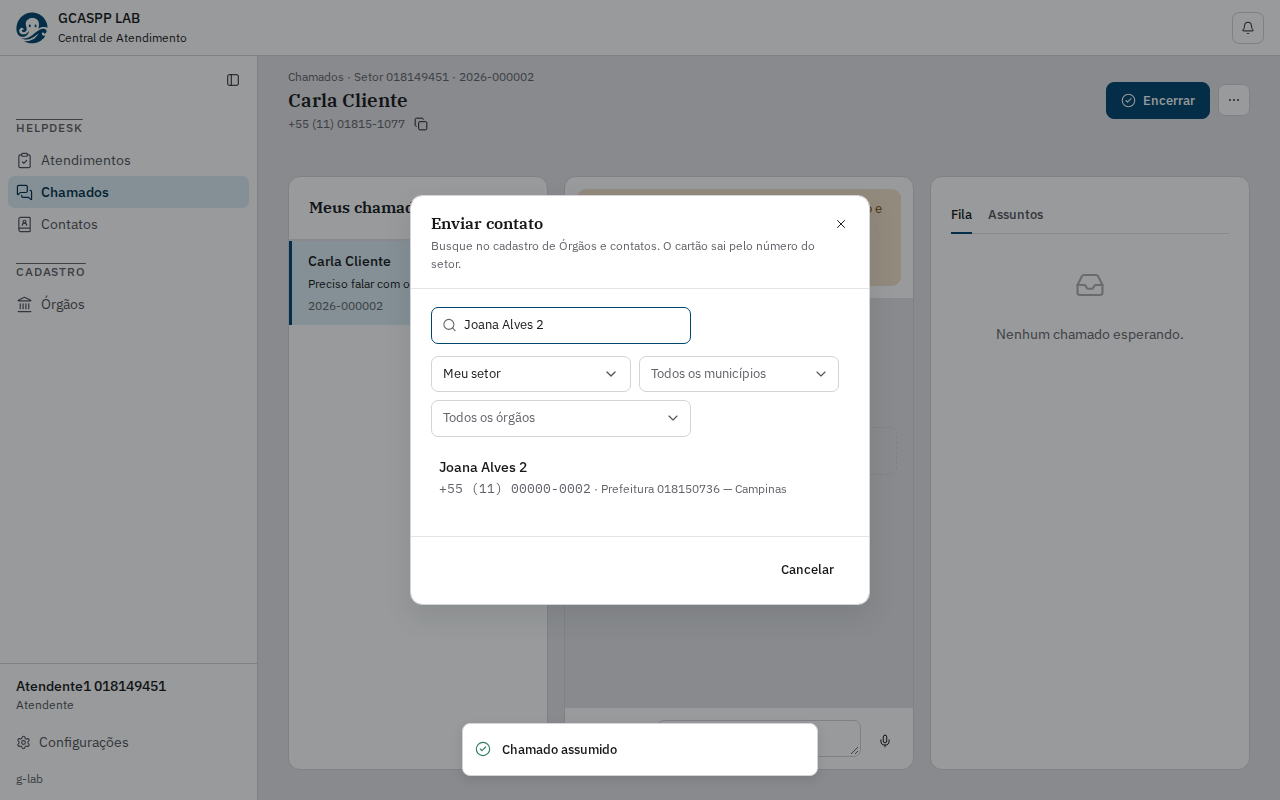 GCASPP LAB
Central de Atendimento
HELPDESK
Atendimentos
Chamados
Contatos
CADASTRO
Órgãos
Atendente1 018149451
Atendente
Configurações
g-lab
Chamados · Setor 018149451 · 2026-000002
Carla Cliente
+55 (11) 01815-1077
Encerrar
Meus chamad
Carla Cliente
Preciso falar com o
2026-000002
o e
Enviar contato
Busque no cadastro de Órgãos e contatos. O cartão sai pelo número do
setor.
Joana Alves 2
Meu setor
Todos os municípios
Todos os órgãos
Joana Alves 2
+55 (11) 00000-0002 · Prefeitura 018150736 — Campinas
Cancelar
Fila
Assuntos
Nenhum chamado esperando.
Chamado assumido